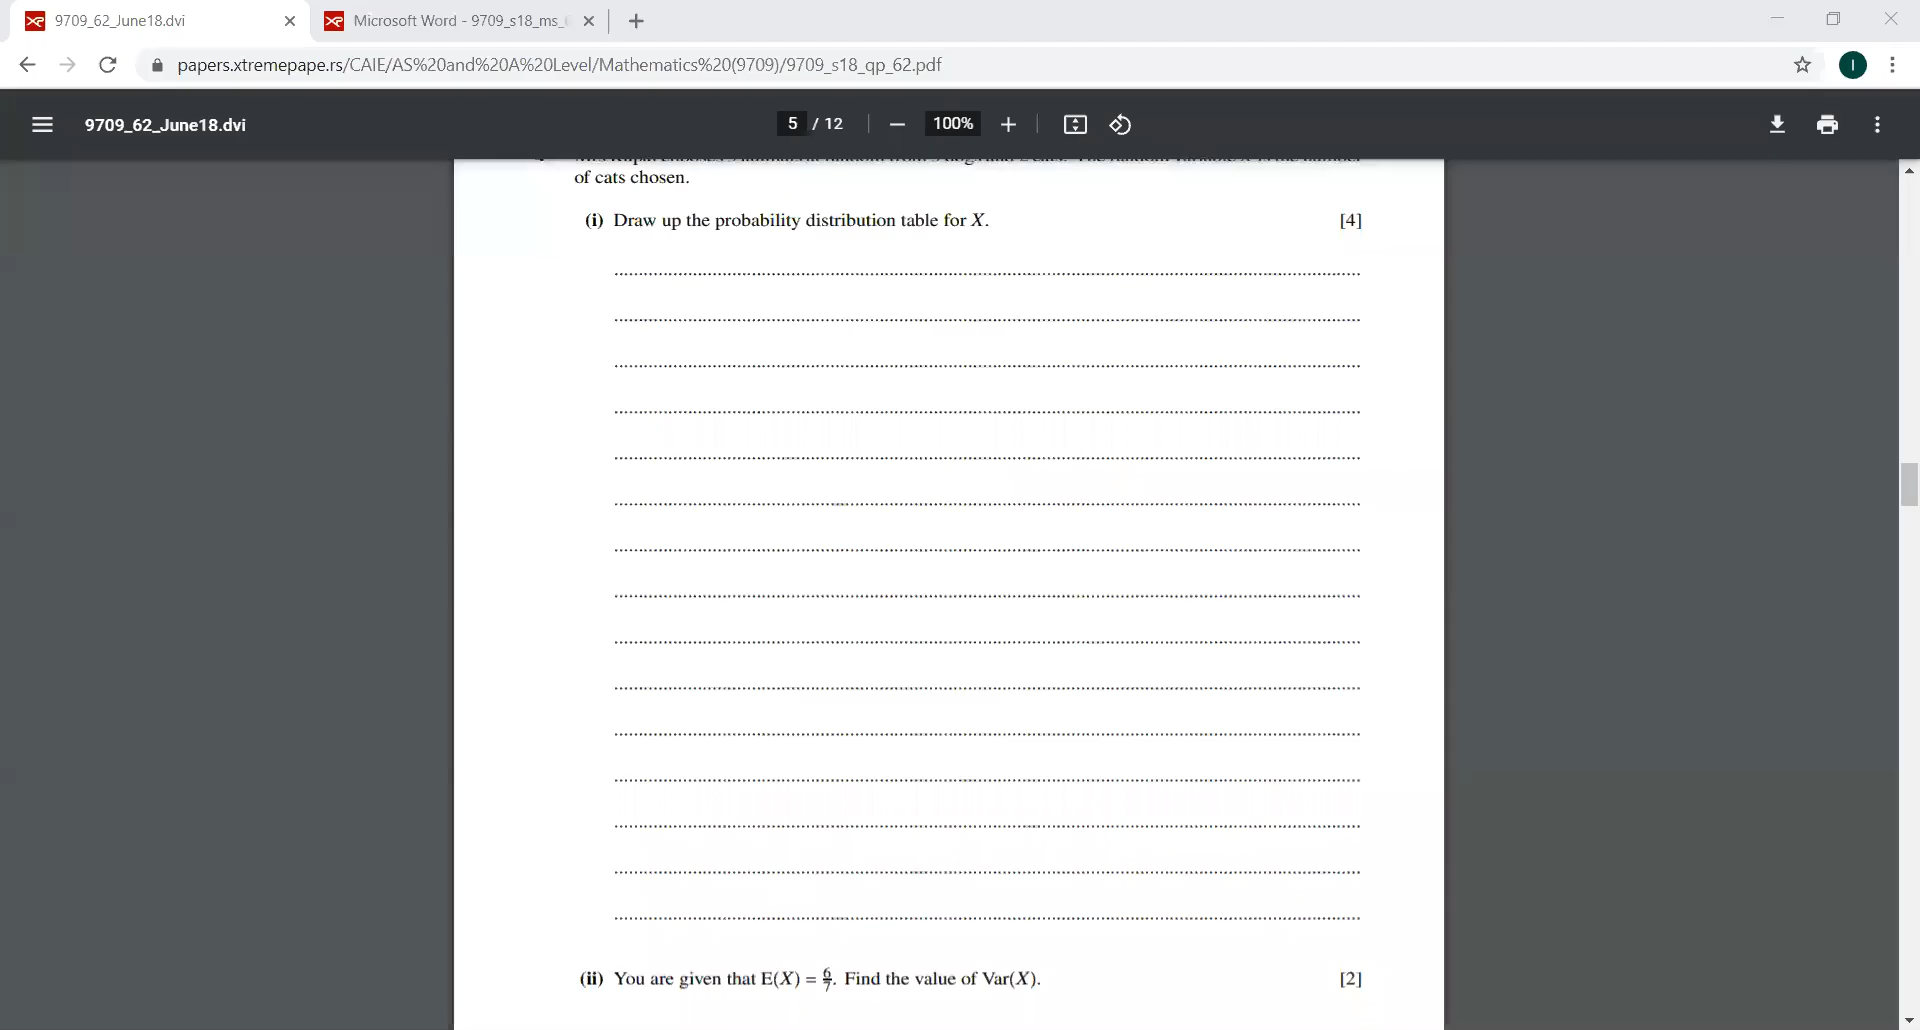 9709_62_June18.dvi
Microsoft Word - 9709_s18_ms_
papers.xtremepape.rs/CAIE/AS%20and%20A%20Level/Mathematics%20(9709)/9709_s18_qp_62.pdf
I
9709_62_June18.dvi
5 / 12
100%
of cats chosen.
(i) Draw up the probability distribution table for X. [4]
(ii) You are given that E(X) = 6/7. Find the value of Var(X). [2]